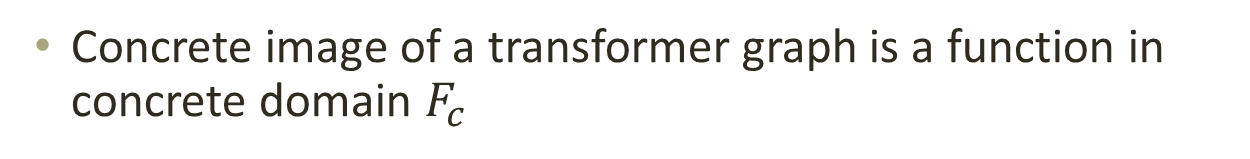 • Concrete image of a transformer graph is a function in
concrete domain F_c